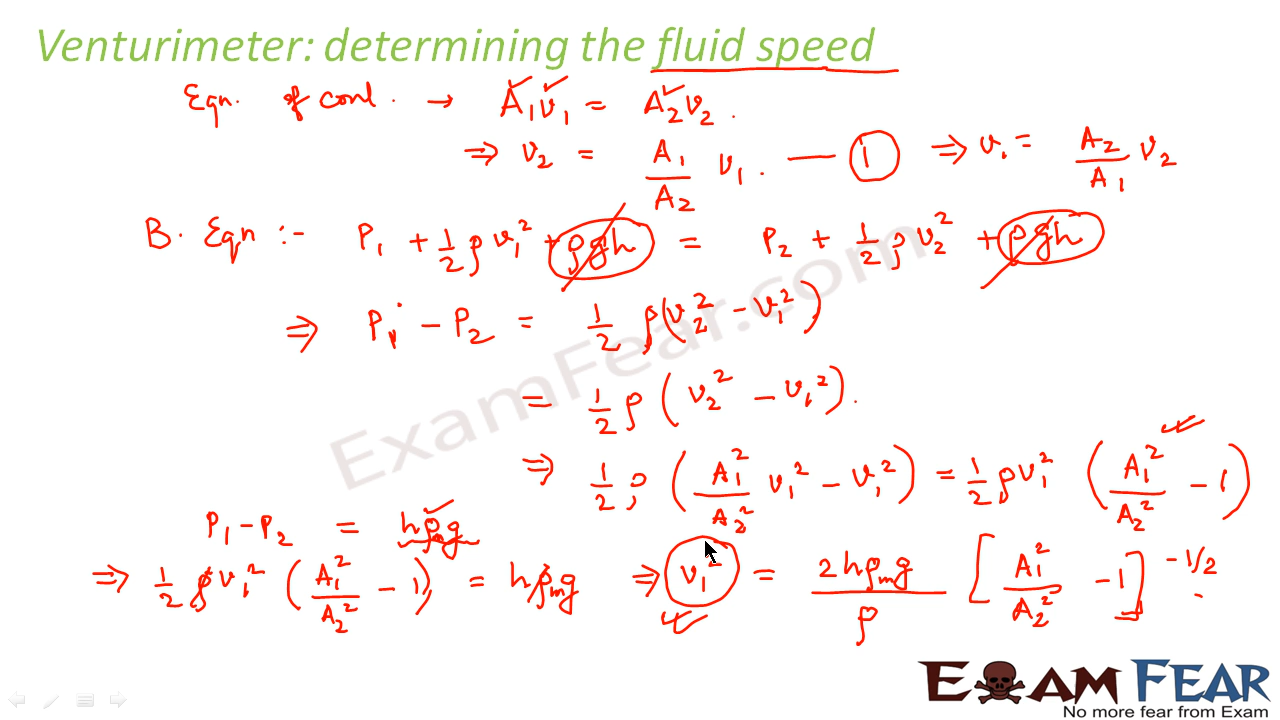 Venturimeter: determining the fluid speed
Eqn. of cont. → A₁v₁ = A₂v₂.
⇒ v₂ = A₁/A₂ v₁. — 1 ⇒ v₁ = A₂/A₁ v₂
B. Eqn :- P₁ + 1/2 ρv₁² + ρgh = P₂ + 1/2 ρv₂² + ρgh
⇒ P₁ - P₂ = 1/2 ρ(v₂² - v₁²)
= 1/2 ρ (v₂² - v₁²).
⇒ 1/2 ρ (A₁²/A₂² v₁² - v₁²) = 1/2 ρv₁² (A₁²/A₂² - 1)
P₁ - P₂ = hρₘg
⇒ 1/2 ρv₁² (A₁²/A₂² - 1) = hρₘg ⇒ v₁² = 2hρₘg/ρ [A₁²/A₂² - 1]^-1/2
ExamFear.com
EXAMFEAR
No more fear from Exam